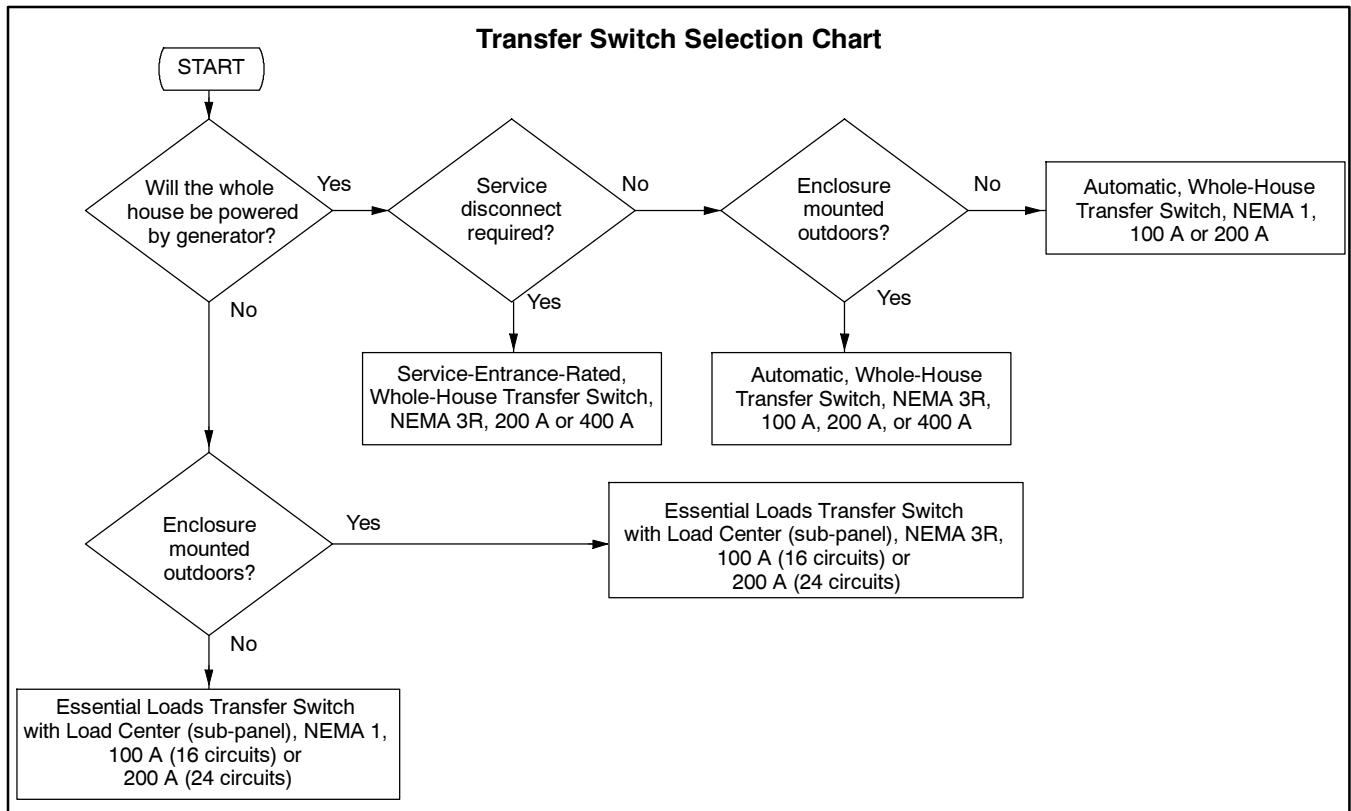 Transfer Switch Selection Chart
START
Will the whole
house be powered
by generator?
Yes
Service
disconnect
required?
No
Enclosure
mounted
outdoors?
No
Automatic, Whole-House
Transfer Switch, NEMA 1,
100 A or 200 A
No
Yes
Yes
Service-Entrance-Rated,
Whole-House Transfer Switch,
NEMA 3R, 200 A or 400 A
Automatic, Whole-House
Transfer Switch, NEMA 3R,
100 A, 200 A, or 400 A
Enclosure
mounted
outdoors?
Yes
Essential Loads Transfer Switch
with Load Center (sub-panel), NEMA 3R,
100 A (16 circuits) or
200 A (24 circuits)
No
Essential Loads Transfer Switch
with Load Center (sub-panel), NEMA 1,
100 A (16 circuits) or
200 A (24 circuits)